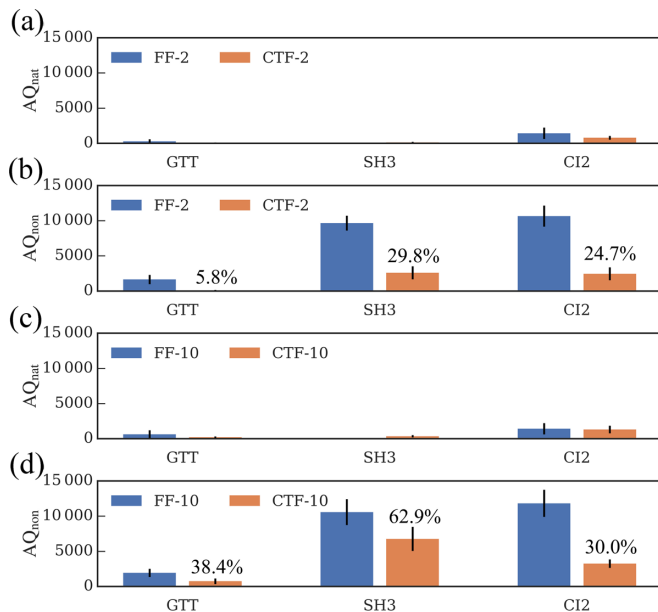 (a)
15 000
10 000
5000
0
AQnat
FF-2 CTF-2
GTT SH3 CI2
(b)
15 000
10 000
5000
0
AQnon
FF-2 CTF-2
5.8% 29.8% 24.7%
GTT SH3 CI2
(c)
15 000
10 000
5000
0
AQnat
FF-10 CTF-10
GTT SH3 CI2
(d)
15 000
10 000
5000
0
AQnon
FF-10 CTF-10
38.4% 62.9% 30.0%
GTT SH3 CI2